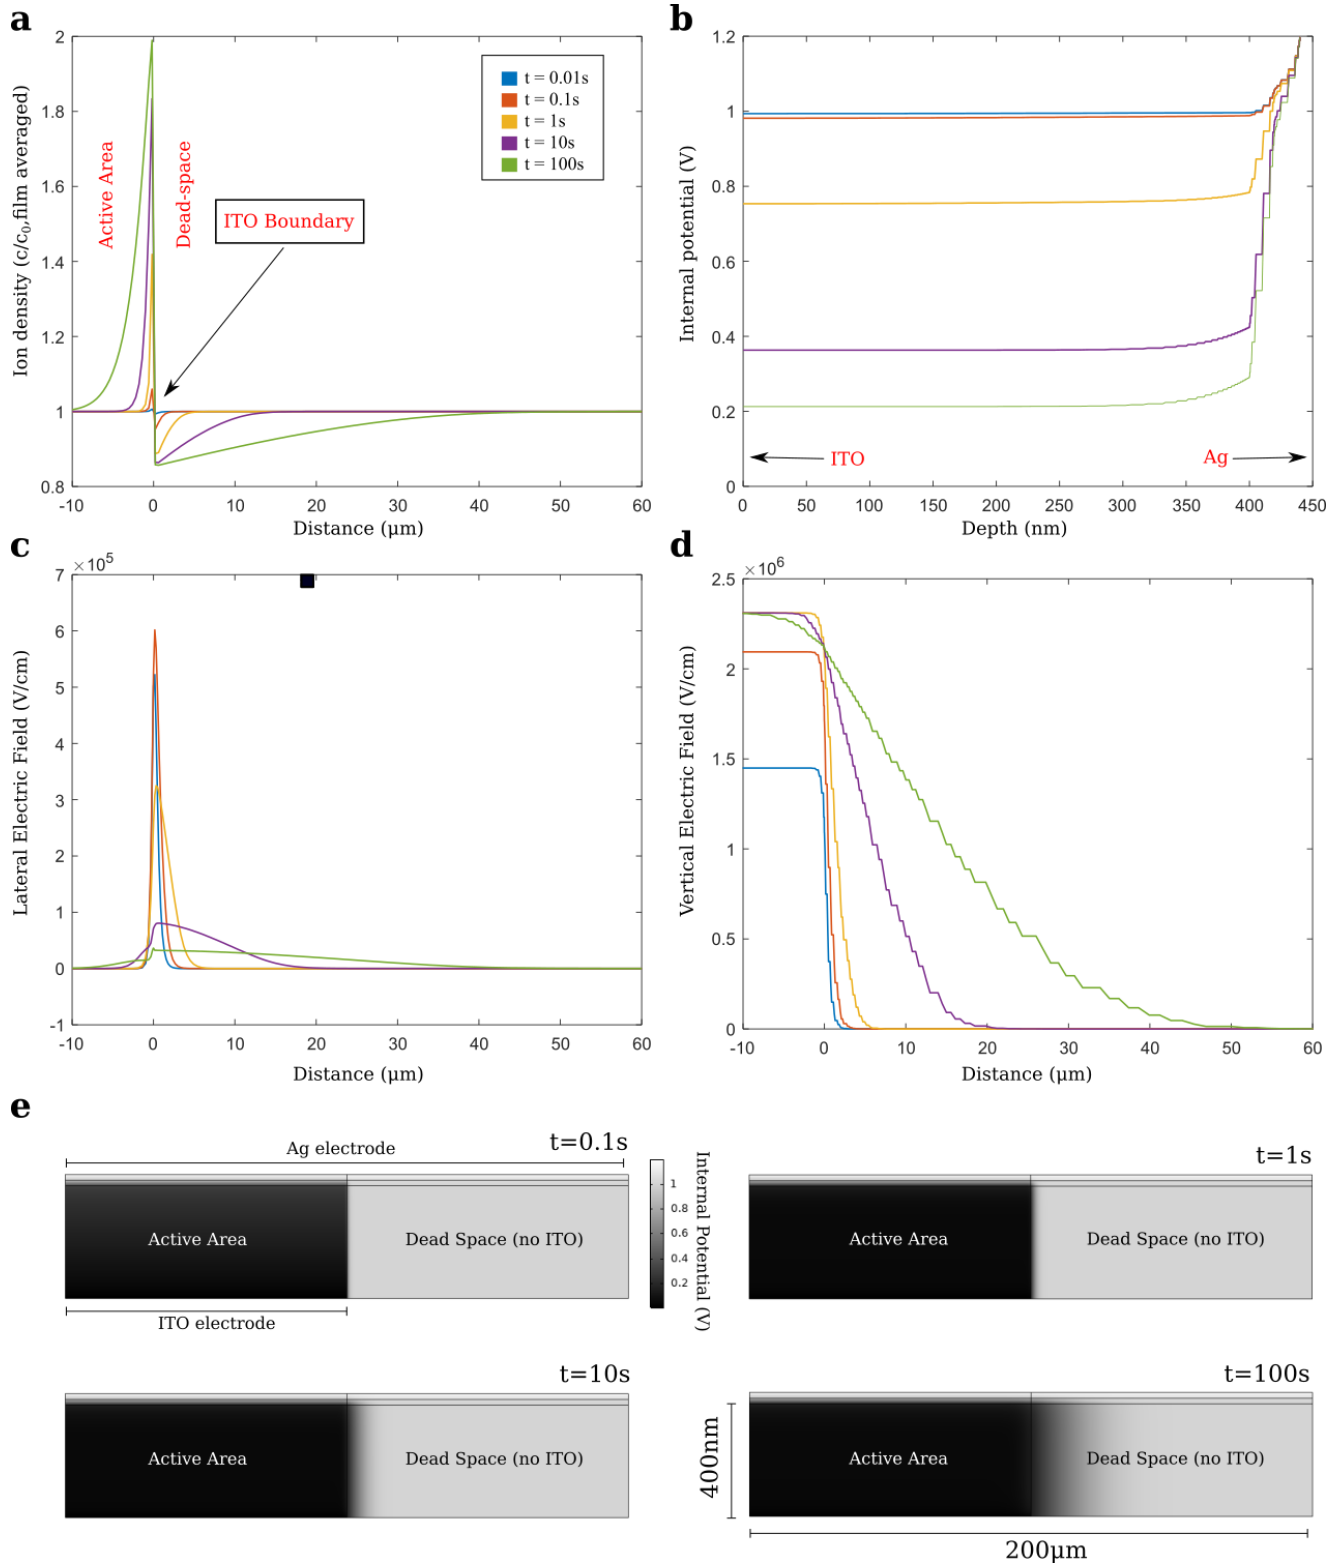 a
2
1.8
1.6
1.4
1.2
1
0.8
-10 0 10 20 30 40 50 60
Distance (µm)
Ion density (c/c₀,film averaged)
Active Area
Dead-space
ITO Boundary
t = 0.01s
t = 0.1s
t = 1s
t = 10s
t = 100s
b
1.2
1
0.8
0.6
0.4
0.2
0
0 50 100 150 200 250 300 350 400 450
Depth (nm)
Internal potential (V)
ITO
Ag
c
×10⁵
7
6
5
4
3
2
1
0
-1
-10 0 10 20 30 40 50 60
Distance (µm)
Lateral Electric Field (V/cm)
d
×10⁶
2.5
2
1.5
1
0.5
0
-10 0 10 20 30 40 50 60
Distance (µm)
Vertical Electric Field (V/cm)
e
Ag electrode
t=0.1s
Active Area
Dead Space (no ITO)
ITO electrode
1
0.8
0.6
0.4
0.2
Internal Potential (V)
t=1s
Active Area
Dead Space (no ITO)
t=10s
Active Area
Dead Space (no ITO)
t=100s
Active Area
Dead Space (no ITO)
400nm
200µm